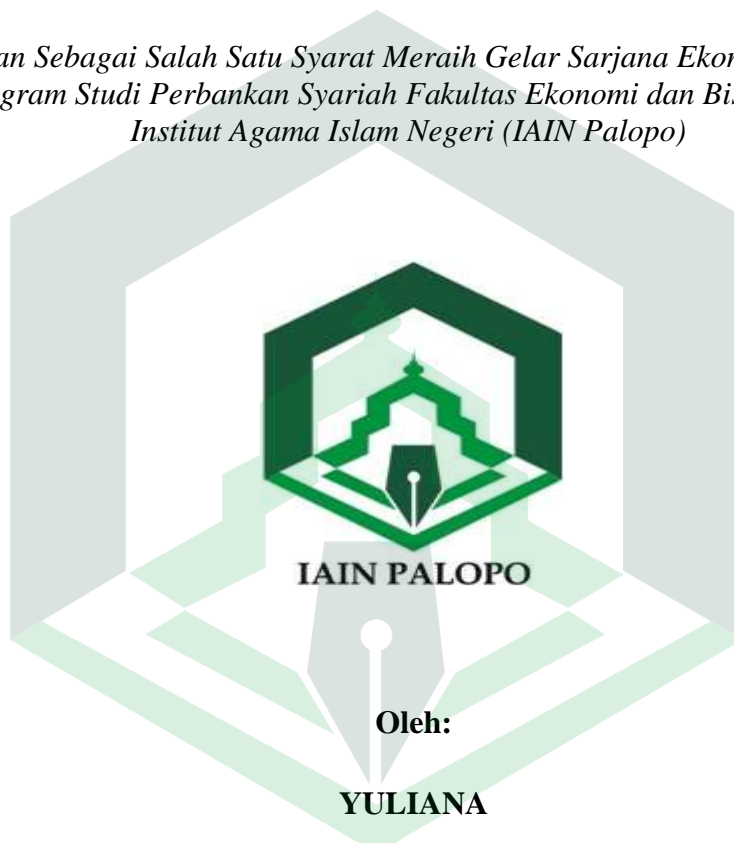 Sebagai Salah Satu Syarat Meraih Gelar Sarjana
Program Studi Perbankan Syariah Fakultas Ekonomi dan
Institut Agama Islam Negeri (IAIN Palopo)
IAIN PALOPO
Oleh:
YULIANA